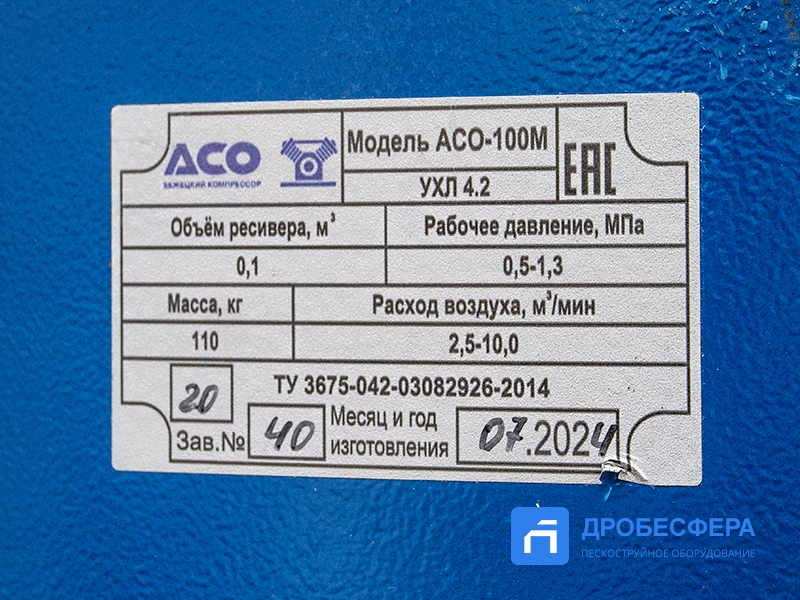 АСО
БЕЖЕЦКИЙ КОМПРЕССОР
Модель АСО-100М
УХЛ 4.2
ЕАС
Объём ресивера, м³
Рабочее давление, МПа
0,1
0,5-1,3
Масса, кг
Расход воздуха, м³/мин
110
2,5-10,0
20
ТУ 3675-042-03082926-2014
Зав.№
40
Месяц и год
изготовления
07.2024
ДРОБЕСФЕРА
ПЕСКОСТРУЙНОЕ ОБОРУДОВАНИЕ